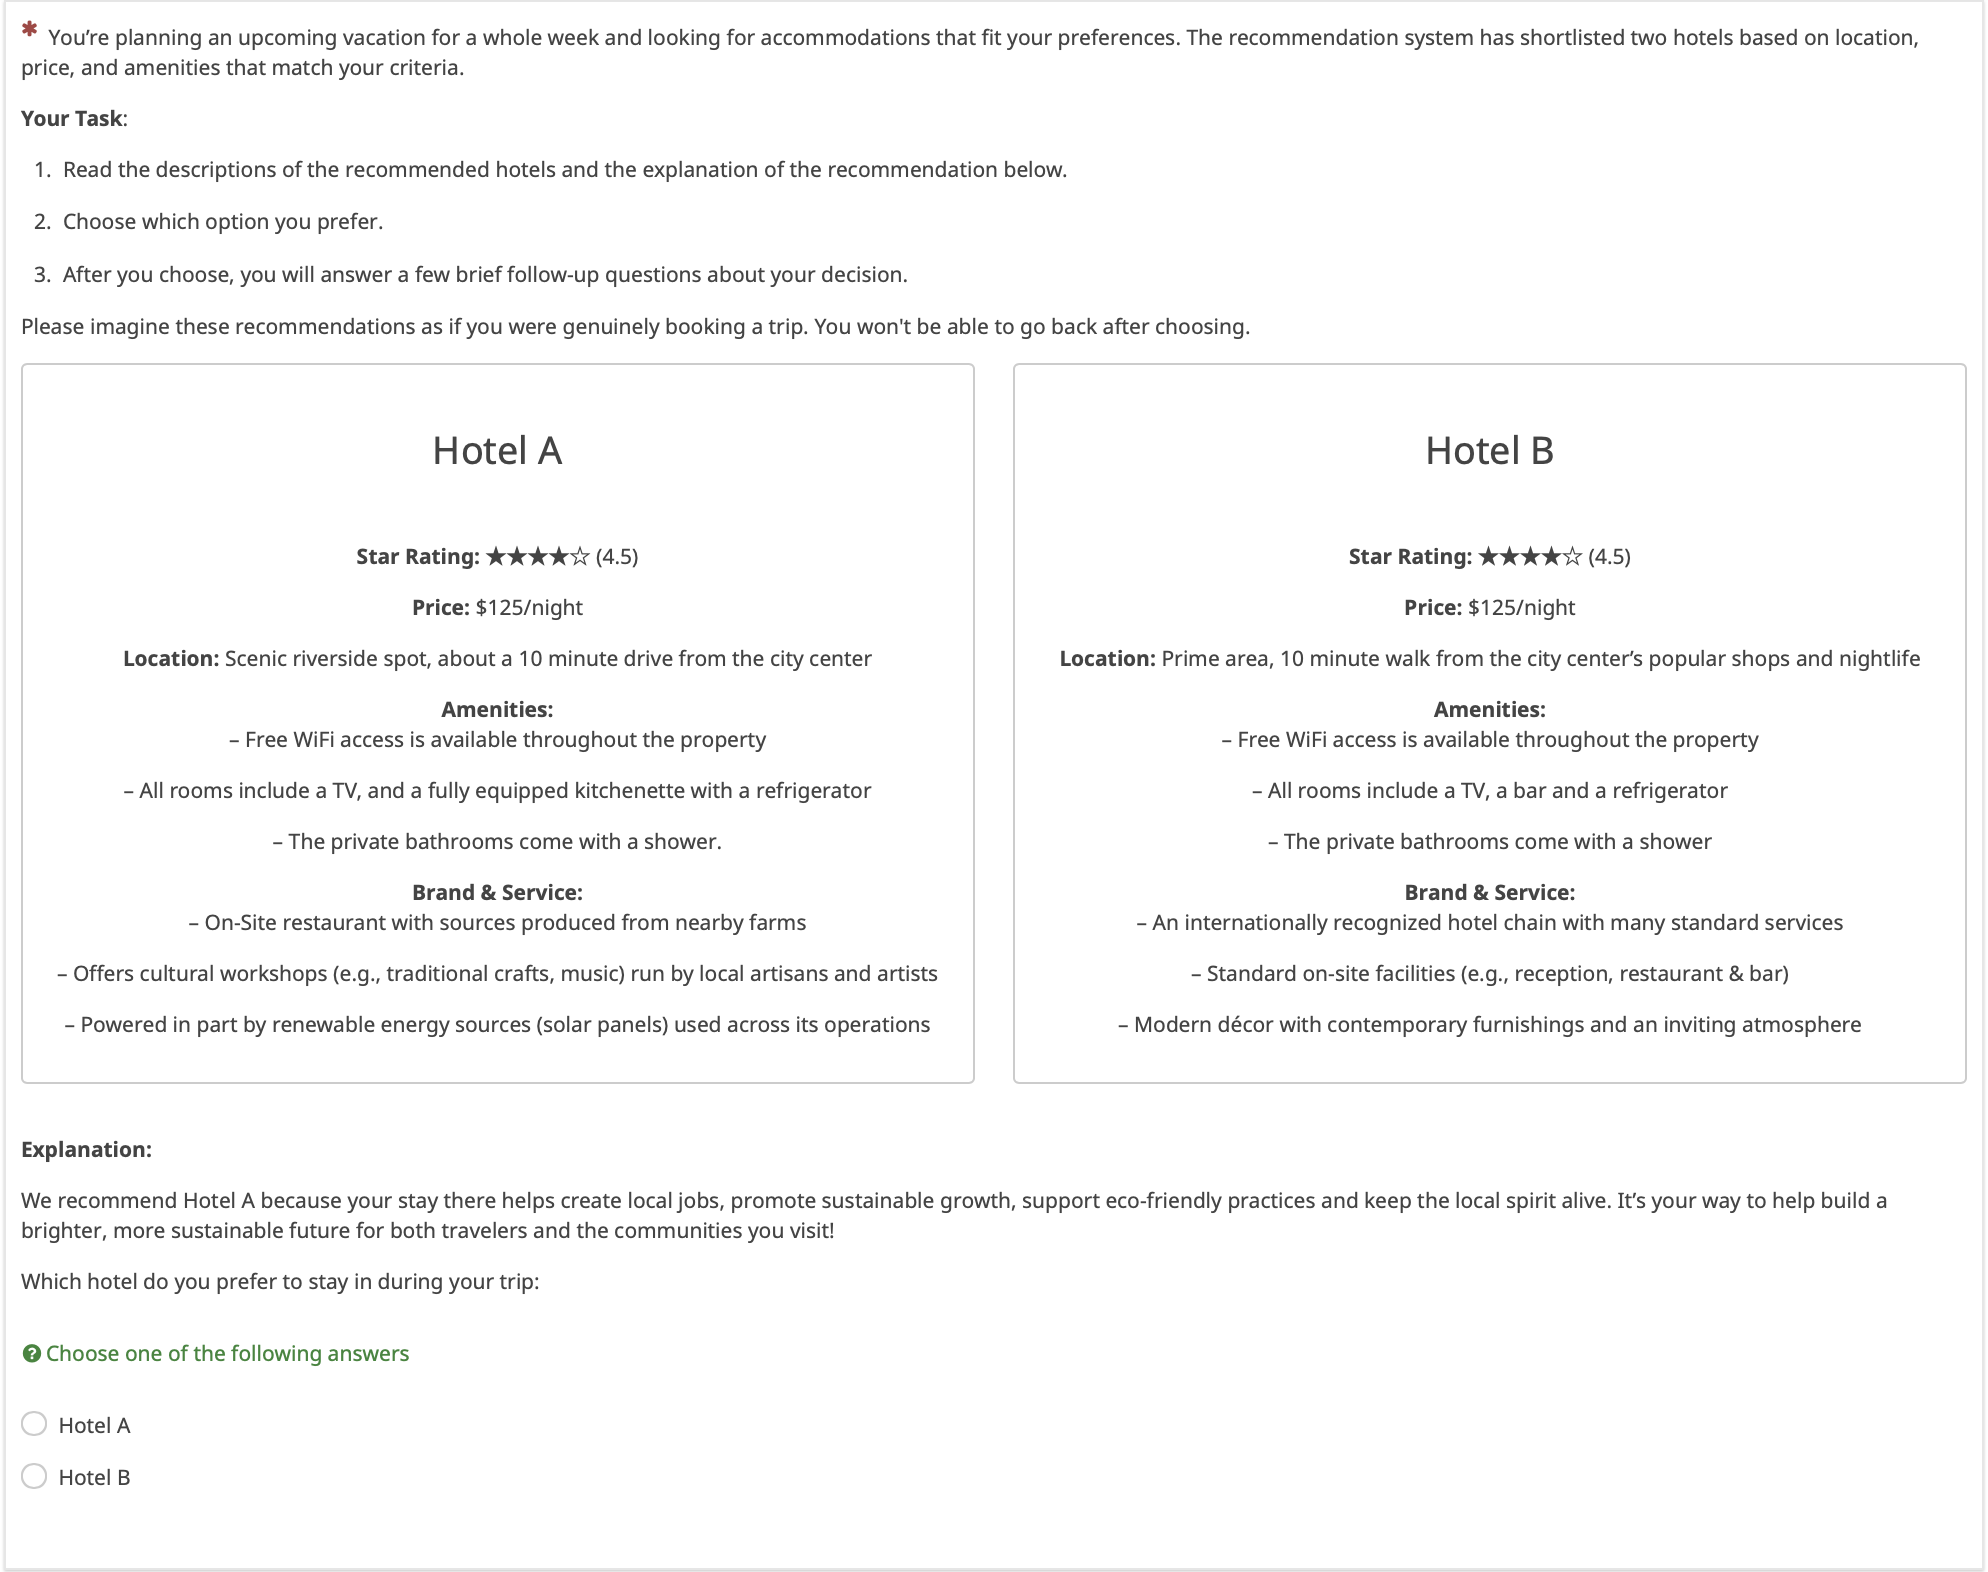 * You’re planning an upcoming vacation for a whole week and looking for accommodations that fit your preferences. The recommendation system has shortlisted two hotels based on location,
price, and amenities that match your criteria.
Your Task:
1. Read the descriptions of the recommended hotels and the explanation of the recommendation below.
2. Choose which option you prefer.
3. After you choose, you will answer a few brief follow-up questions about your decision.
Please imagine these recommendations as if you were genuinely booking a trip. You won't be able to go back after choosing.
Hotel A
Star Rating: ★★★★☆ (4.5)
Price: $125/night
Location: Scenic riverside spot, about a 10 minute drive from the city center
Amenities:
– Free WiFi access is available throughout the property
– All rooms include a TV, and a fully equipped kitchenette with a refrigerator
– The private bathrooms come with a shower.
Brand & Service:
– On-Site restaurant with sources produced from nearby farms
– Offers cultural workshops (e.g., traditional crafts, music) run by local artisans and artists
– Powered in part by renewable energy sources (solar panels) used across its operations
Hotel B
Star Rating: ★★★★☆ (4.5)
Price: $125/night
Location: Prime area, 10 minute walk from the city center’s popular shops and nightlife
Amenities:
– Free WiFi access is available throughout the property
– All rooms include a TV, a bar and a refrigerator
– The private bathrooms come with a shower
Brand & Service:
– An internationally recognized hotel chain with many standard services
– Standard on-site facilities (e.g., reception, restaurant & bar)
– Modern décor with contemporary furnishings and an inviting atmosphere
Explanation:
We recommend Hotel A because your stay there helps create local jobs, promote sustainable growth, support eco-friendly practices and keep the local spirit alive. It’s your way to help build a
brighter, more sustainable future for both travelers and the communities you visit!
Which hotel do you prefer to stay in during your trip:
? Choose one of the following answers
Hotel A
Hotel B